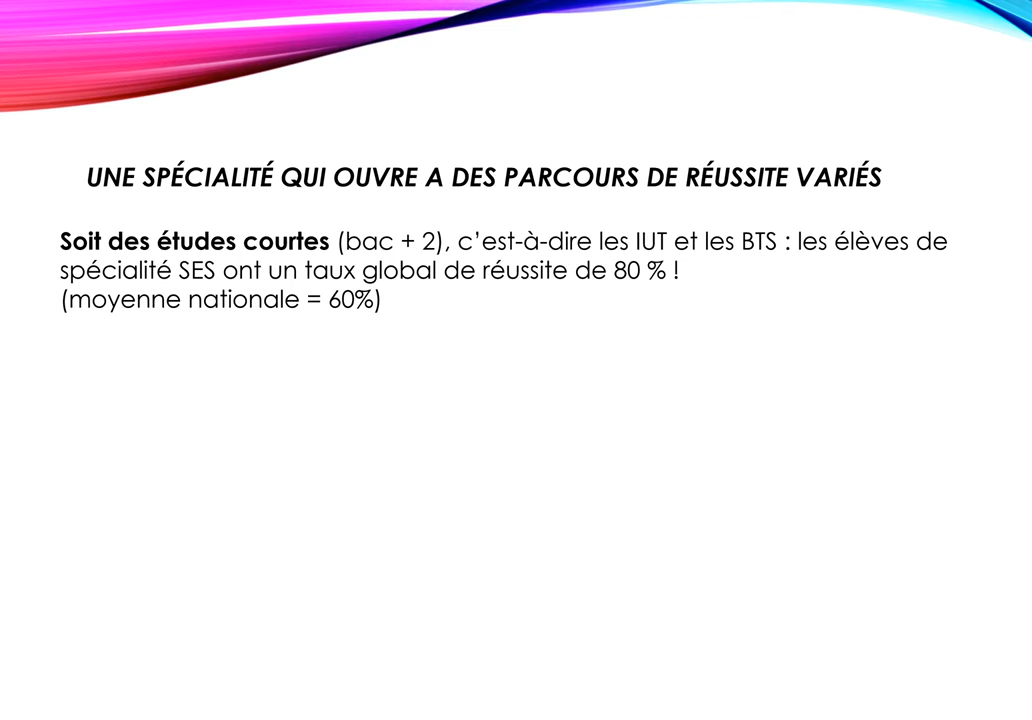 UNE SPÉCIALITÉ QUI OUVRE A DES PARCOURS DE RÉUSSITE VARIÉS
Soit des études courtes (bac + 2), c’est-à-dire les IUT et les BTS : les élèves de
spécialité SES ont un taux global de réussite de 80 % !
(moyenne nationale = 60%)